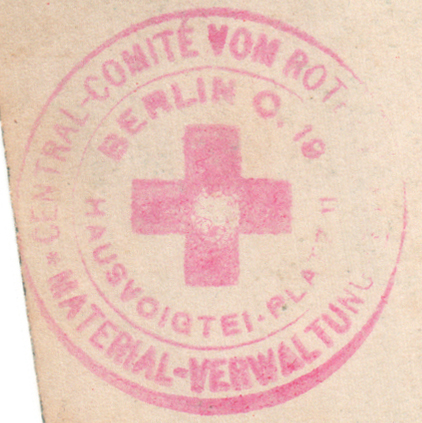 * CENTRAL-COMITÉ VOM ROT
MATERIAL-VERWALTUNG
BERLIN C. 19
HAUSVOIGTEI-PLATZ 11